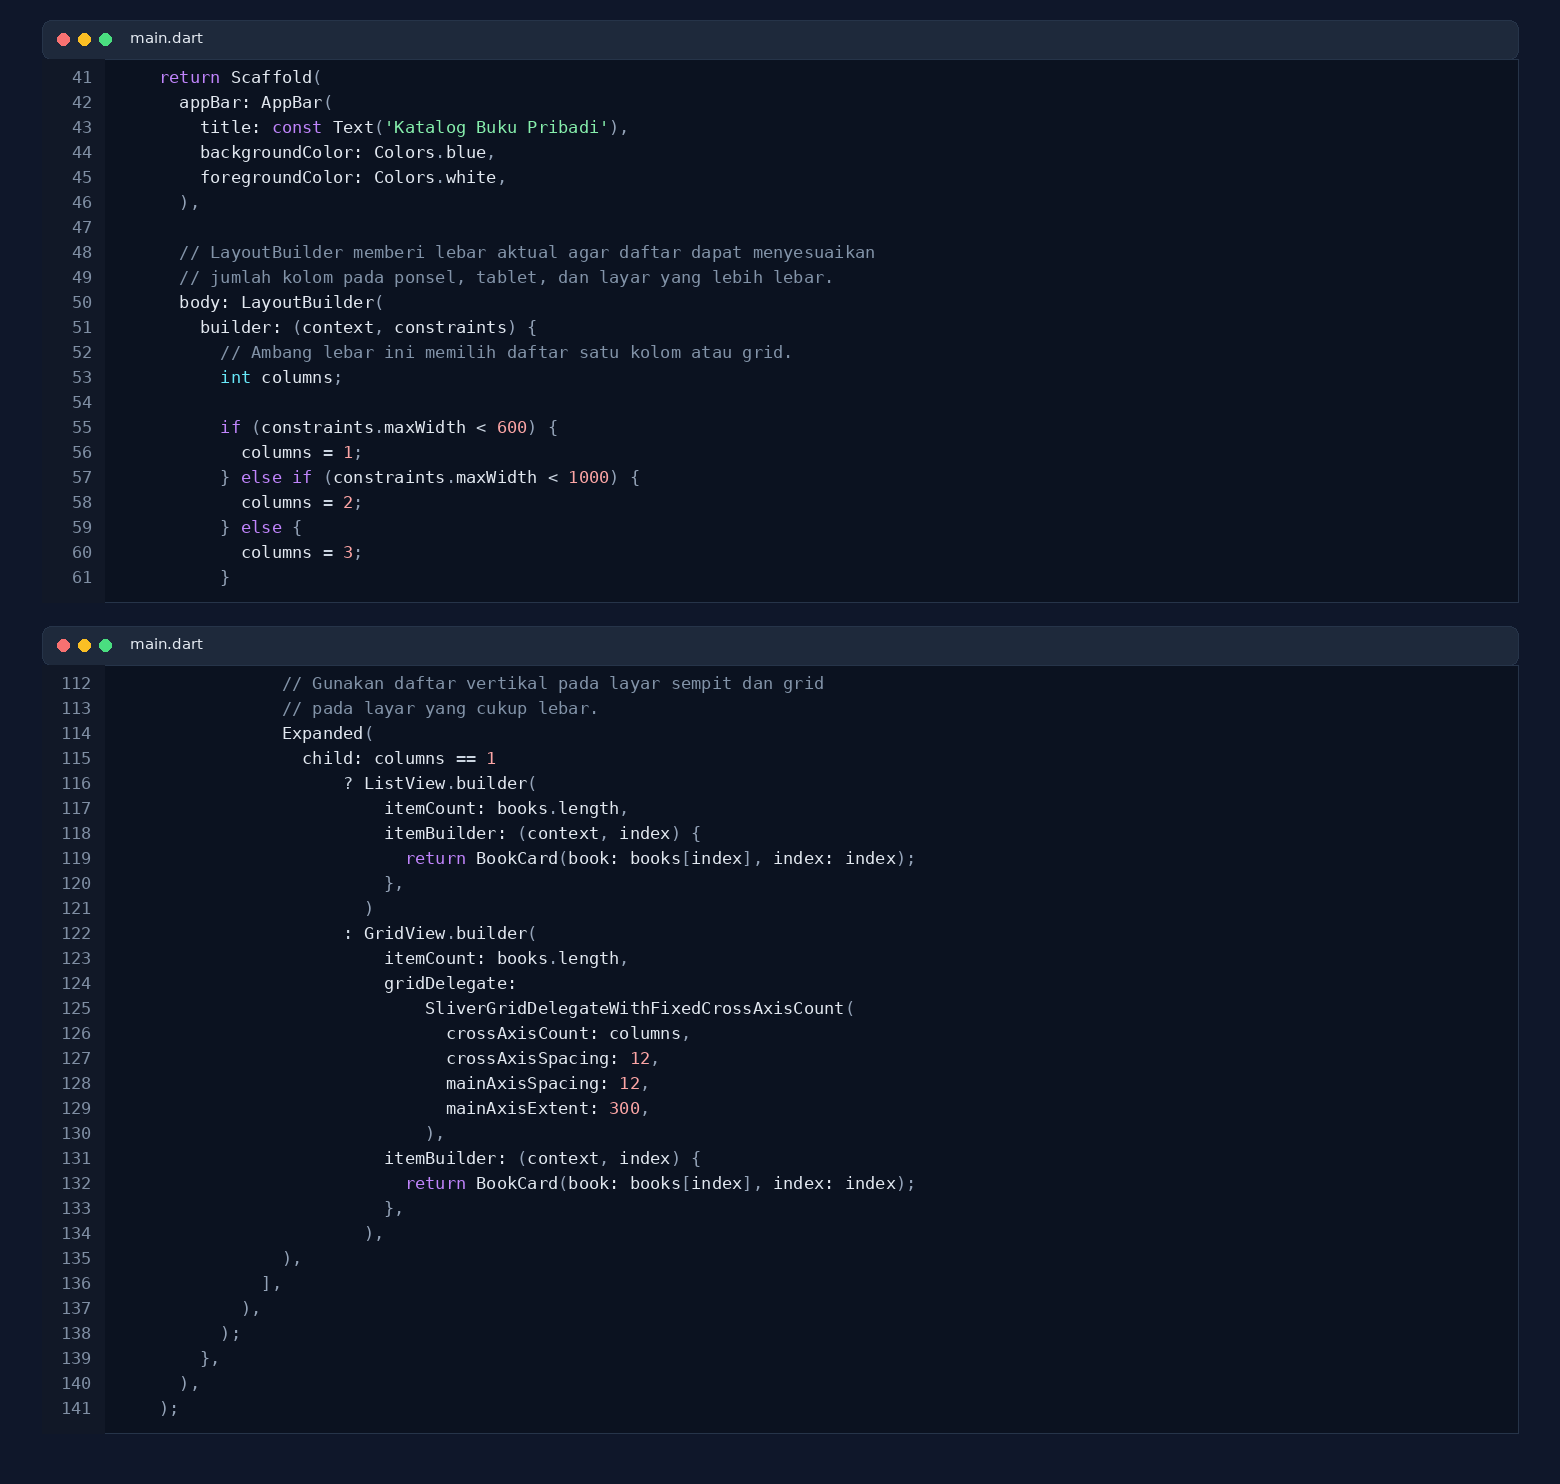 main.dart
41     return Scaffold(
42       appBar: AppBar(
43         title: const Text('Katalog Buku Pribadi'),
44         backgroundColor: Colors.blue,
45         foregroundColor: Colors.white,
46       ),
47
48       // LayoutBuilder memberi lebar aktual agar daftar dapat menyesuaikan
49       // jumlah kolom pada ponsel, tablet, dan layar yang lebih lebar.
50       body: LayoutBuilder(
51         builder: (context, constraints) {
52           // Ambang lebar ini memilih daftar satu kolom atau grid.
53           int columns;
54
55           if (constraints.maxWidth < 600) {
56             columns = 1;
57           } else if (constraints.maxWidth < 1000) {
58             columns = 2;
59           } else {
60             columns = 3;
61           }
main.dart
112                 // Gunakan daftar vertikal pada layar sempit dan grid
113                 // pada layar yang cukup lebar.
114                 Expanded(
115                   child: columns == 1
116                       ? ListView.builder(
117                           itemCount: books.length,
118                           itemBuilder: (context, index) {
119                             return BookCard(book: books[index], index: index);
120                           },
121                         )
122                       : GridView.builder(
123                           itemCount: books.length,
124                           gridDelegate:
125                               SliverGridDelegateWithFixedCrossAxisCount(
126                                 crossAxisCount: columns,
127                                 crossAxisSpacing: 12,
128                                 mainAxisSpacing: 12,
129                                 mainAxisExtent: 300,
130                               ),
131                           itemBuilder: (context, index) {
132                             return BookCard(book: books[index], index: index);
133                           },
134                         ),
135                 ),
136               ],
137             ),
138           );
139         },
140       ),
141     );